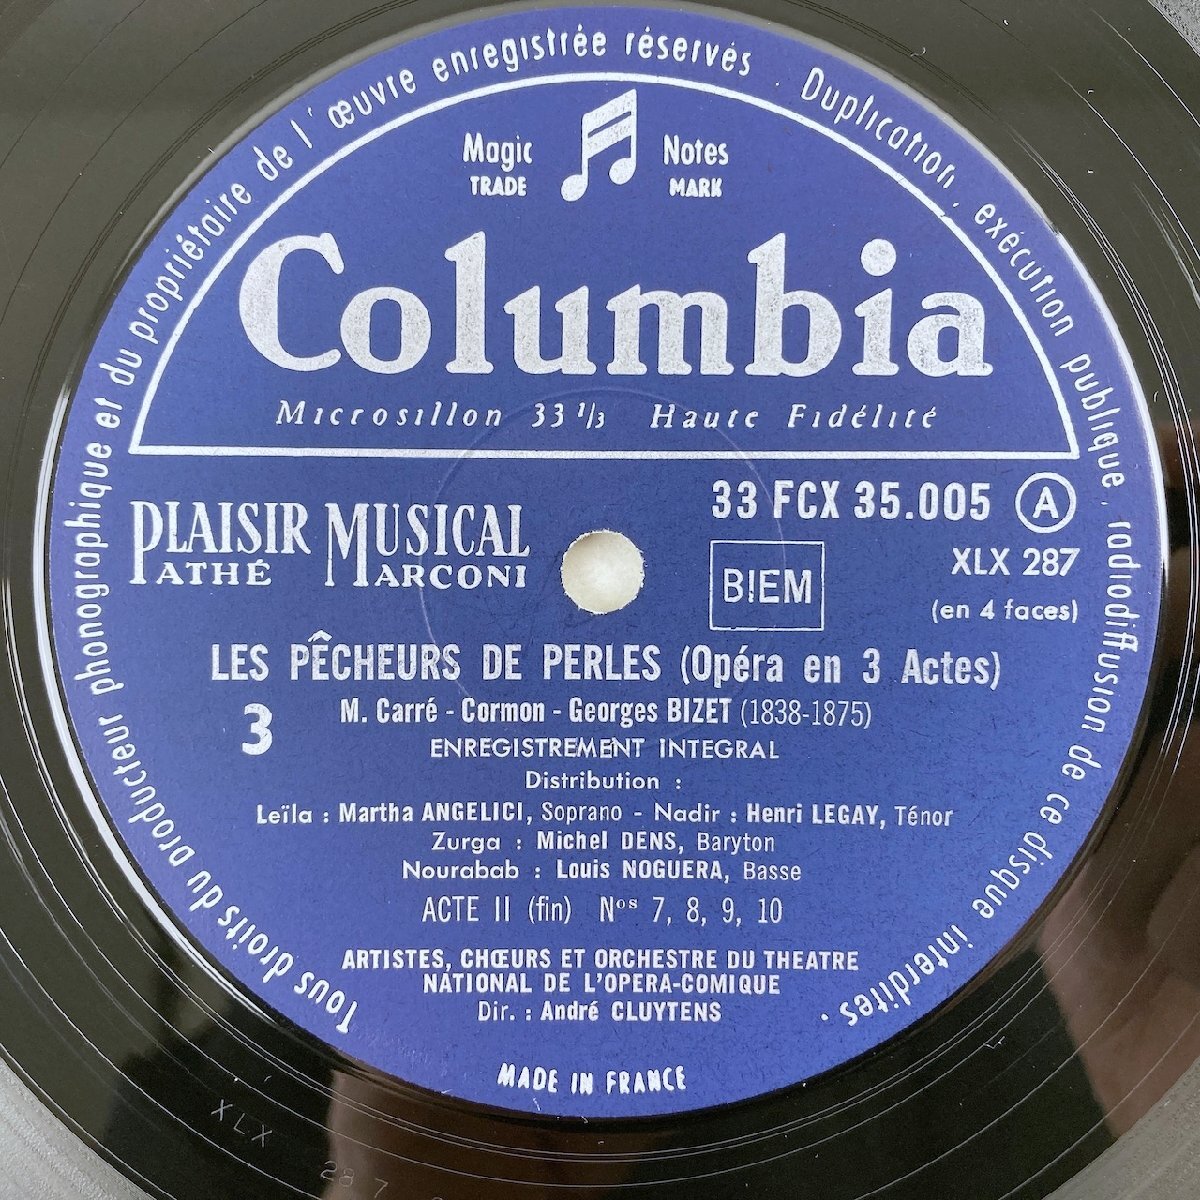 Tous droits du producteur phonographique et du propriétaire de l'œuvre enregistrée réservés . Duplication, exécution publique, radiodiffusion de ce disque interdites .
Magic Notes
TRADE MARK
Columbia
Microsillon 33 1/3 Haute Fidélité
PLAISIR MUSICAL
PATHÉ MARCONI
33 FCX 35.005 A
BIEM
XLX 287
(en 4 faces)
LES PÊCHEURS DE PERLES (Opéra en 3 Actes)
3
M. Carré - Cormon - Georges BIZET (1838-1875)
ENREGISTREMENT INTEGRAL
Distribution :
Leïla : Martha ANGELICI, Soprano - Nadir : Henri LEGAY, Ténor
Zurga : Michel DENS, Baryton
Nourabab : Louis NOGUERA, Basse
ACTE II (fin) Nos 7, 8, 9, 10
ARTISTES, CHŒURS ET ORCHESTRE DU THEATRE
NATIONAL DE L'OPERA-COMIQUE
Dir. : André CLUYTENS
MADE IN FRANCE
XLX 287